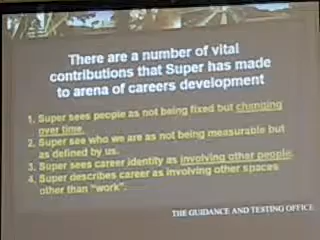 There are a number of vital
contributions that Super has made
to arena of careers development
1. Super sees people as not being fixed but changing
over time.
2. Super see who we are as not being measurable but
as defined by us.
3. Super sees career identity as involving other people.
4. Super describes career as involving other spaces
other than "work".
THE GUIDANCE AND TESTING OFFICE